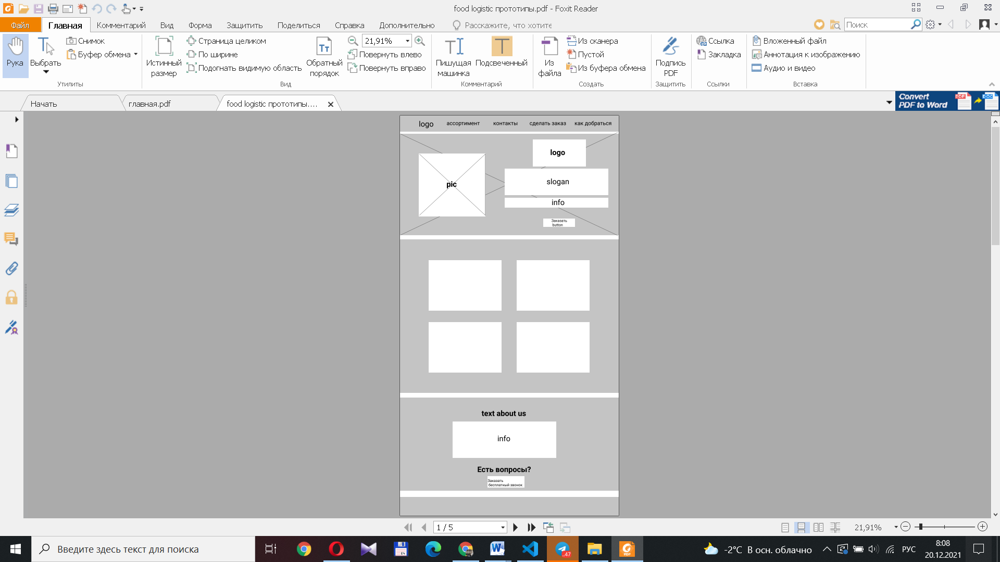 food logistic прототипы.pdf - Foxit Reader
Файл
Главная
Комментарий
Вид
Форма
Защитить
Поделиться
Справка
Дополнительно
Расскажите, что хотите
Поиск
Рука
Выбрать
Снимок
Буфер обмена
Утилиты
Истинный
размер
Страница целиком
По ширине
Подогнать видимую область
Обратный
порядок
21,91%
Повернуть влево
Повернуть вправо
Вид
Пишущая
машинка
Подсвеченный
Комментарий
Из
файла
Из сканера
Пустой
Из буфера обмена
Создать
Подпись
PDF
Защитить
Ссылка
Закладка
Ссылки
Вложенный файл
Аннотация к изображению
Аудио и видео
Вставка
Начать
главная.pdf
food logistic прототипы....
Convert
PDF to Word
PDF
DOC
logo
ассортимент
контакты
сделать заказ
как добраться
pic
logo
slogan
info
Заказать
button
text about us
info
Есть вопросы?
Заказать
бесплатный звонок
1 / 5
21,91%
Введите здесь текст для поиска
..47
PDF
-2°C В осн. облачно
РУС
8:08
20.12.2021